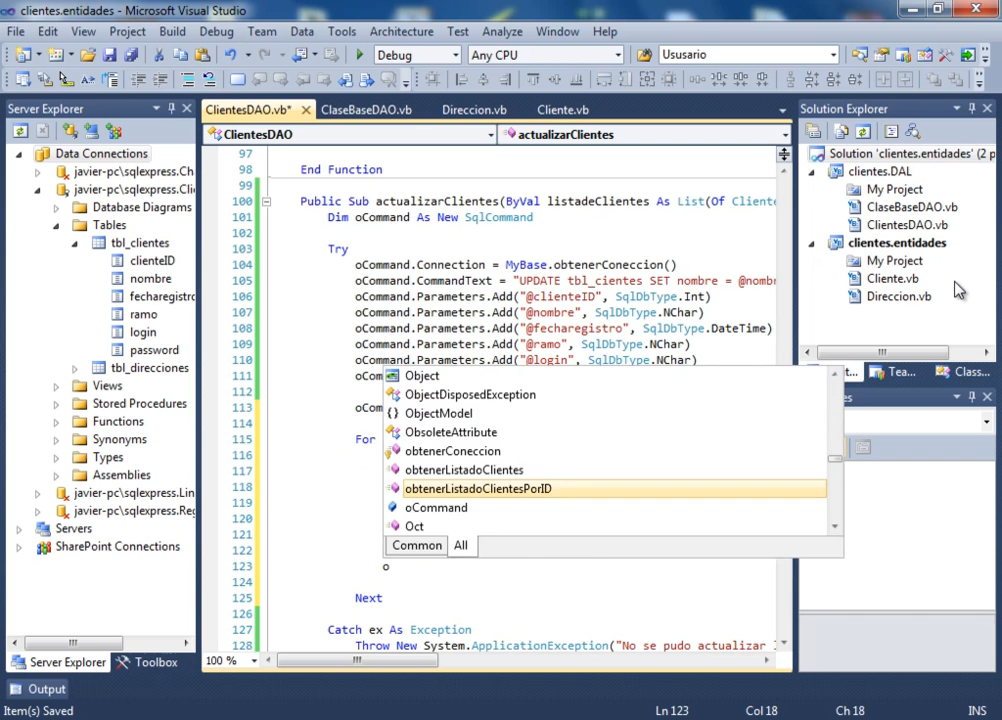 clientes.entidades - Microsoft Visual Studio
File Edit View Project Build Debug Team Data Tools Architecture Test Analyze Window Help
Debug Any CPU Ususario
Server Explorer
ClientesDAO.vb* ClaseBaseDAO.vb Direccion.vb Cliente.vb
Solution Explorer
ClientesDAO actualizarClientes
Data Connections
javier-pc\sqlexpress.Ch
javier-pc\sqlexpress.Cli
Database Diagrams
Tables
tbl_clientes
clienteID
nombre
fecharegistro
ramo
login
password
tbl_direcciones
Views
Stored Procedures
Functions
Synonyms
Types
Assemblies
javier-pc\sqlexpress.Lin
javier-pc\sqlexpress.Reg
Servers
SharePoint Connections
97
98 End Function
99
100 Public Sub actualizarClientes(ByVal listadeClientes As List(Of Cliente
101 Dim oCommand As New SqlCommand
102
103 Try
104 oCommand.Connection = MyBase.obtenerConeccion()
105 oCommand.CommandText = "UPDATE tbl_cientes SET nombre = @nombr
106 oCommand.Parameters.Add("@clienteID", SqlDbType.Int)
107 oCommand.Parameters.Add("@nombre", SqlDbType.NChar)
108 oCommand.Parameters.Add("@fecharegistro", SqlDbType.DateTime)
109 oCommand.Parameters.Add("@ramo", SqlDbType.NChar)
110 oCommand.Parameters.Add("@login", SqlDbType.NChar)
111 oCom
112
113 oCom
114
115 For
116
117
118
119
120
121
122
123 o
124
125 Next
126
127 Catch ex As Exception
128 Throw New System.ApplicationException("No se pudo actualizar
Object
ObjectDisposedException
ObjectModel
ObsoleteAttribute
obtenerConeccion
obtenerListadoClientes
obtenerListadoClientesPorID
oCommand
Oct
Common All
100 %
Solution 'clientes.entidades' (2 p
clientes.DAL
My Project
ClaseBaseDAO.vb
ClientesDAO.vb
clientes.entidades
My Project
Cliente.vb
Direccion.vb
t... Tea... Class...
es
Server Explorer Toolbox
Output
Item(s) Saved Ln 123 Col 18 Ch 18 INS